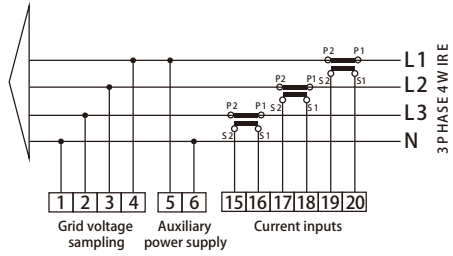 P2 P1
L1
P2 P1 S2 S1
L2
P2 P1 S2 S1
L3
S2 S1
N
3 PHASE 4 WIRE
1 2 3 4 5 6 15 16 17 18 19 20
Grid voltage sampling
Auxiliary power supply
Current inputs